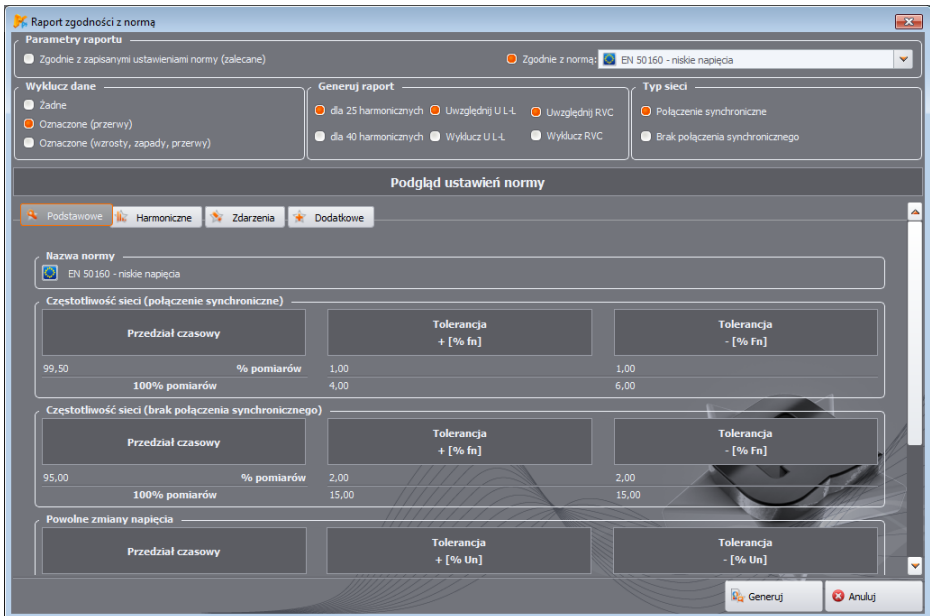 Raport zgodności z normą
Parametry raportu
Zgodnie z zapisanymi ustawieniami normy (zalecane) Zgodnie z normą: EN 50160 - niskie napięcia
Wyklucz dane Generuj raport Typ sieci
Żadne
Oznaczone (przerwy)
Oznaczone (wzrosty, zapady, przerwy)
dla 25 harmonicznych Uwzględnij U L-L Uwzględnij RVC
dla 40 harmonicznych Wyklucz U L-L Wyklucz RVC
Połączenie synchroniczne
Brak połączenia synchronicznego
Podgląd ustawień normy
Podstawowe Harmoniczne Zdarzenia Dodatkowe
Nazwa normy
EN 50160 - niskie napięcia
Częstotliwość sieci (połączenie synchroniczne)
Przedział czasowy
Tolerancja
+ [% fn]
Tolerancja
- [% Fn]
99,50 % pomiarów 1,00 1,00
100% pomiarów 4,00 6,00
Częstotliwość sieci (brak połączenia synchronicznego)
Przedział czasowy
Tolerancja
+ [% fn]
Tolerancja
- [% Fn]
95,00 % pomiarów 2,00 2,00
100% pomiarów 15,00 15,00
Powolne zmiany napięcia
Przedział czasowy
Tolerancja
+ [% Un]
Tolerancja
- [% Un]
Generuj Anuluj